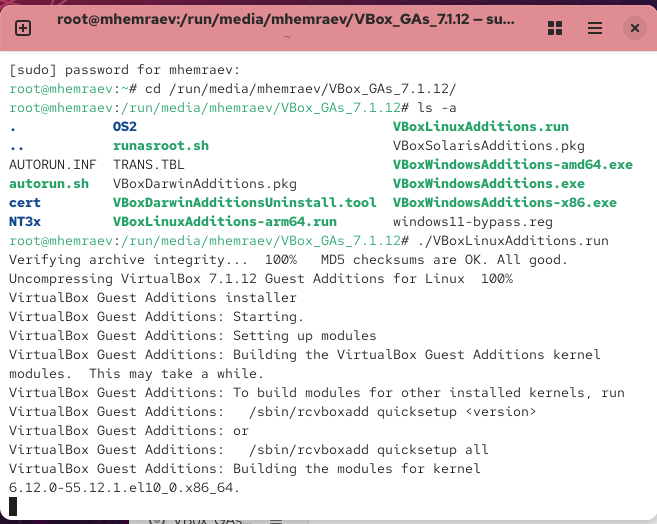 root@mhemraev:/run/media/mhemraev/VBox_GAs_7.1.12 — su...
~
[sudo] password for mhemraev:
root@mhemraev:~# cd /run/media/mhemraev/VBox_GAs_7.1.12/
root@mhemraev:/run/media/mhemraev/VBox_GAs_7.1.12# ls -a
. OS2 VBoxLinuxAdditions.run
.. runasroot.sh VBoxSolarisAdditions.pkg
AUTORUN.INF TRANS.TBL VBoxWindowsAdditions-amd64.exe
autorun.sh VBoxDarwinAdditions.pkg VBoxWindowsAdditions.exe
cert VBoxDarwinAdditionsUninstall.tool VBoxWindowsAdditions-x86.exe
NT3x VBoxLinuxAdditions-arm64.run windows11-bypass.reg
root@mhemraev:/run/media/mhemraev/VBox_GAs_7.1.12# ./VBoxLinuxAdditions.run
Verifying archive integrity...  100%   MD5 checksums are OK. All good.
Uncompressing VirtualBox 7.1.12 Guest Additions for Linux  100%
VirtualBox Guest Additions installer
VirtualBox Guest Additions: Starting.
VirtualBox Guest Additions: Setting up modules
VirtualBox Guest Additions: Building the VirtualBox Guest Additions kernel
modules.  This may take a while.
VirtualBox Guest Additions: To build modules for other installed kernels, run
VirtualBox Guest Additions:   /sbin/rcvboxadd quicksetup <version>
VirtualBox Guest Additions: or
VirtualBox Guest Additions:   /sbin/rcvboxadd quicksetup all
VirtualBox Guest Additions: Building the modules for kernel
6.12.0-55.12.1.el10_0.x86_64.